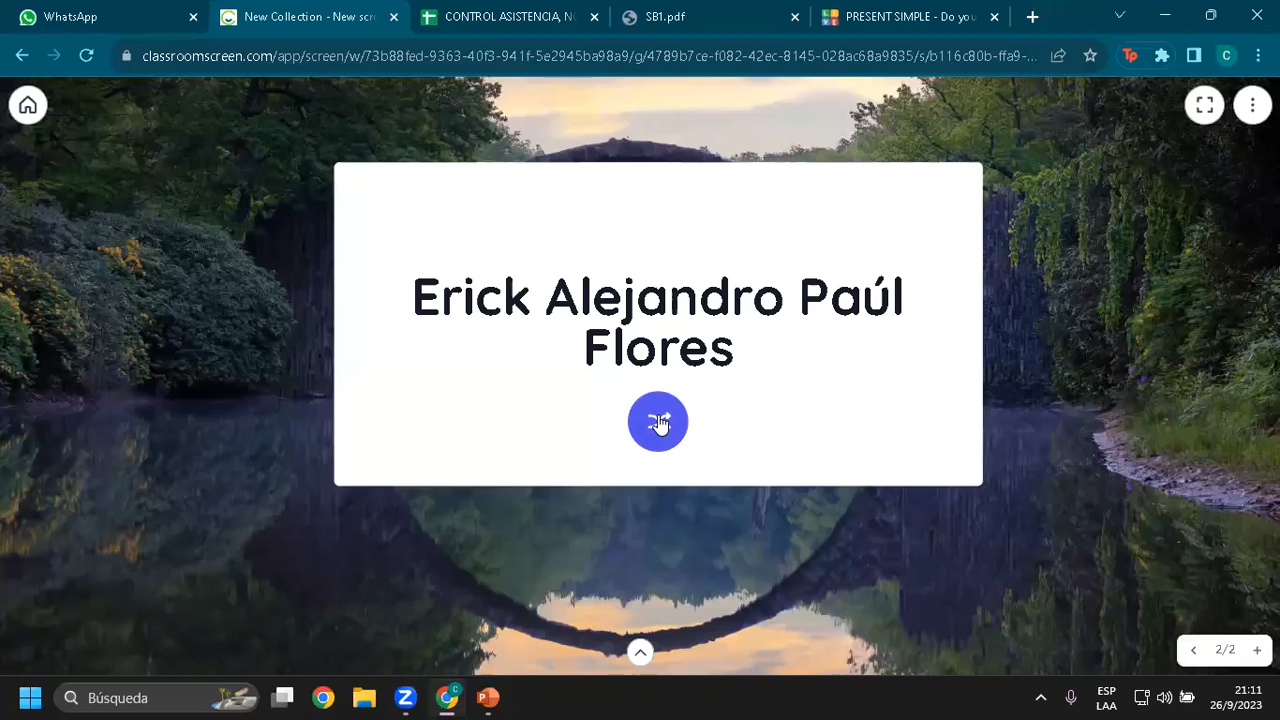 WhatsApp
New Collection - New scre
CONTROL ASISTENCIA, NO
SB1.pdf
PRESENT SIMPLE - Do you
classroomscreen.com/app/screen/w/73b88fed-9363-40f3-941f-5e2945ba98a9/g/4789b7ce-f082-42ec-8145-028ac68a9835/s/b116c80b-ffa9-...
Erick Alejandro Paúl
Flores
2/2
Búsqueda
ESP
LAA
21:11
26/9/2023